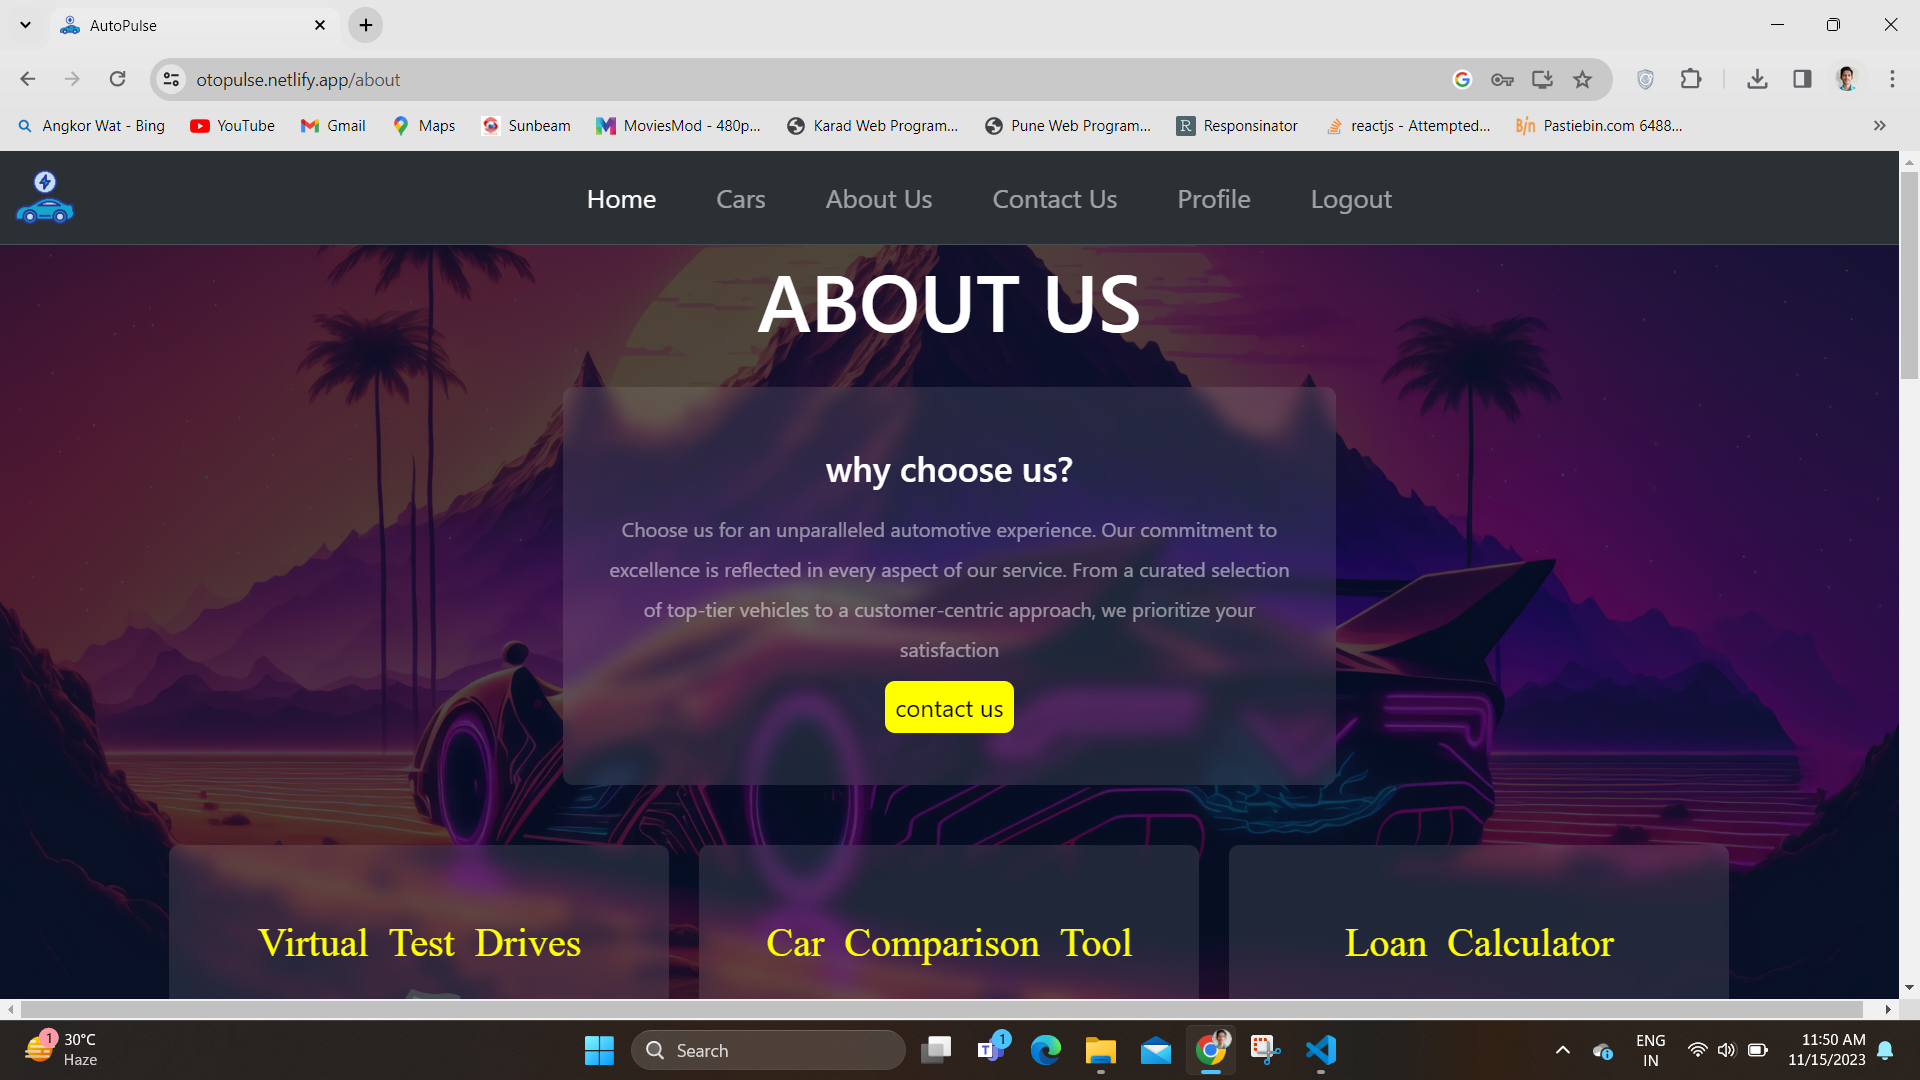 AutoPulse
otopulse.netlify.app/about
Angkor Wat - Bing YouTube Gmail Maps Sunbeam MoviesMod - 480p... Karad Web Program... Pune Web Program... R Responsinator reactjs - Attempted... Bin Pastiebin.com 6488...
Home Cars About Us Contact Us Profile Logout
ABOUT US
why choose us?
Choose us for an unparalleled automotive experience. Our commitment to
excellence is reflected in every aspect of our service. From a curated selection
of top-tier vehicles to a customer-centric approach, we prioritize your
satisfaction
contact us
Virtual Test Drives Car Comparison Tool Loan Calculator
1 30°C
Haze
Search
T 1
ENG
IN
11:50 AM
11/15/2023